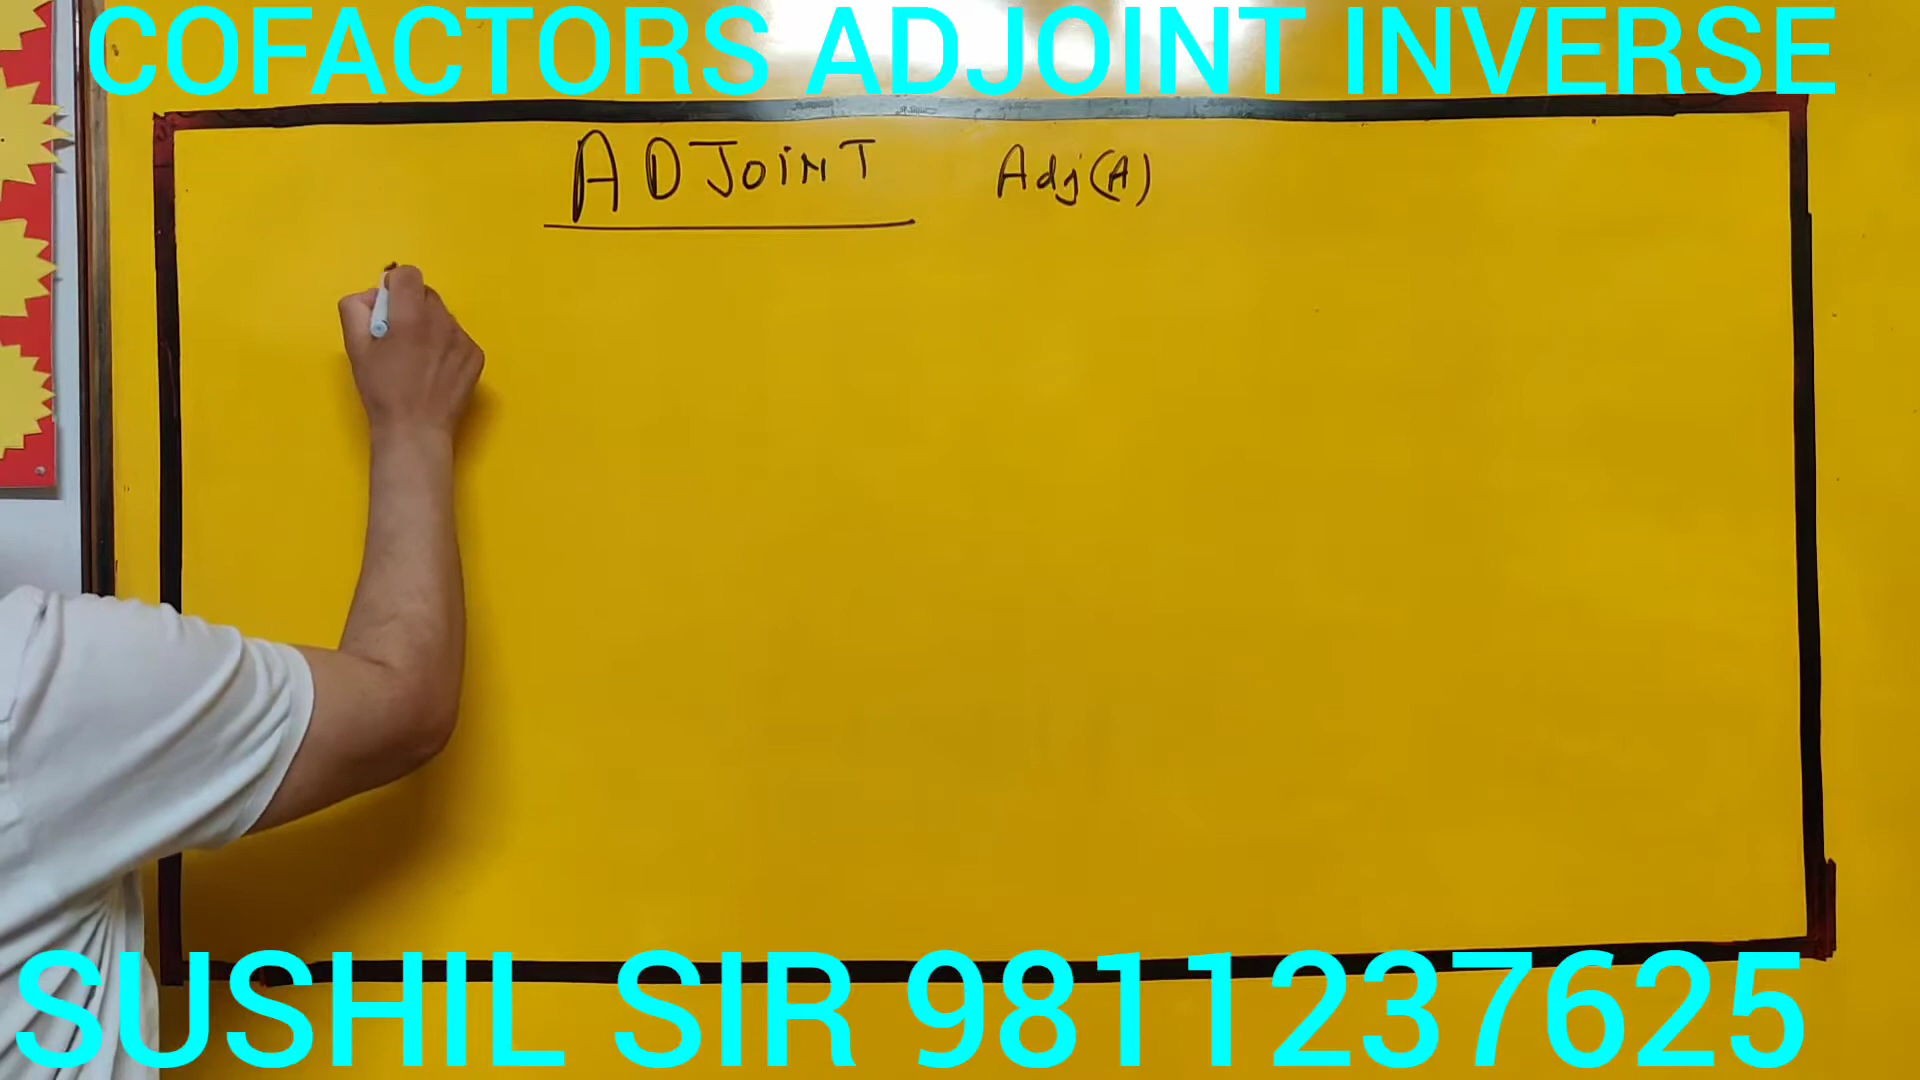 COFACTORS ADJOINT INVERSE
ADJOiNT Adj(A)
SUSHIL SIR 9811237625